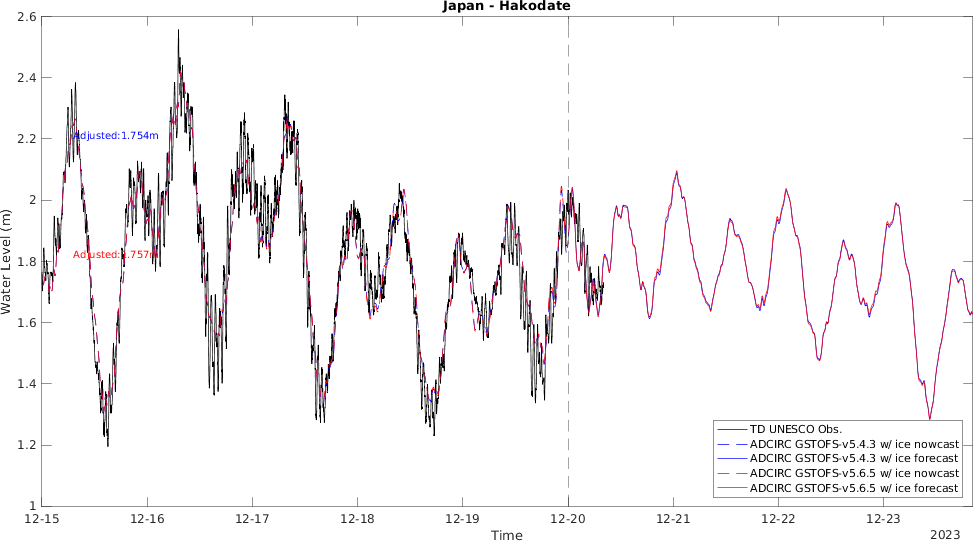 Japan - Hakodate
2.6
2.4
2.2
2
1.8
1.6
1.4
1.2
1
Water Level (m)
Adjusted:1.754m
Adjusted:1.757m
TD UNESCO Obs.
ADCIRC GSTOFS-v5.4.3 w/ ice nowcast
ADCIRC GSTOFS-v5.4.3 w/ ice forecast
ADCIRC GSTOFS-v5.6.5 w/ ice nowcast
ADCIRC GSTOFS-v5.6.5 w/ ice forecast
12-15 12-16 12-17 12-18 12-19 12-20 12-21 12-22 12-23
Time
2023